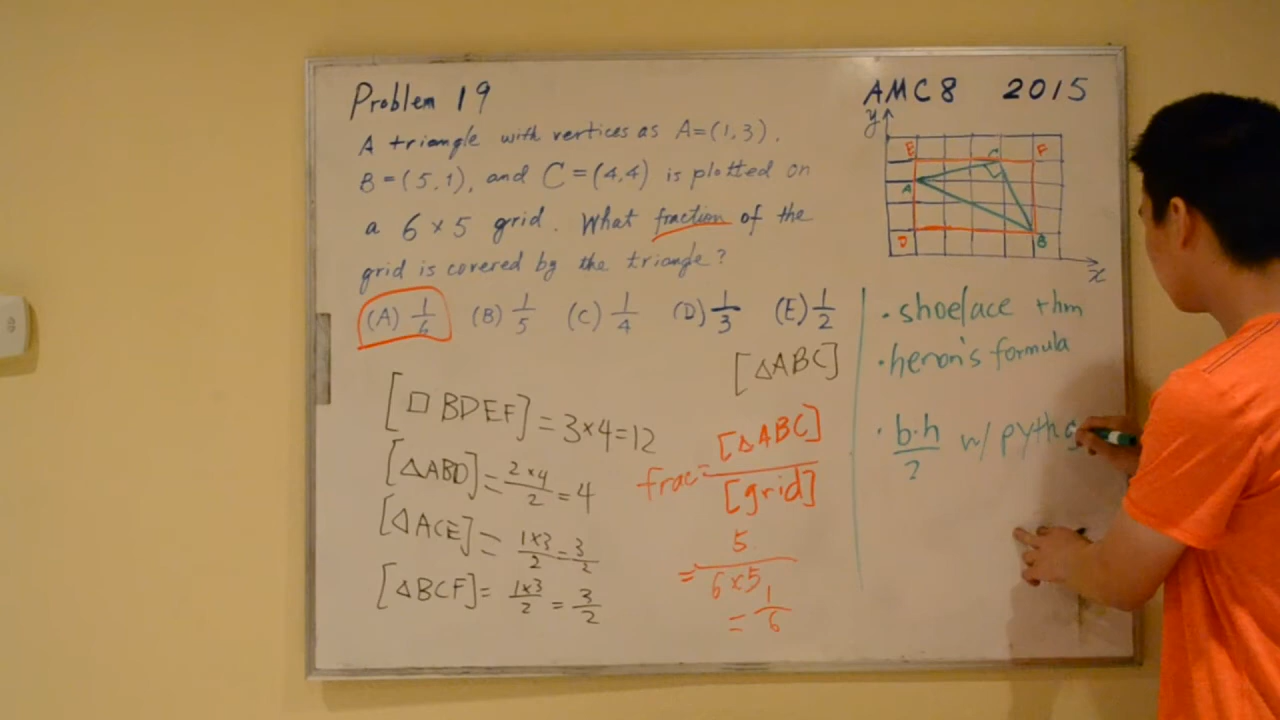 Problem 19
A triangle with vertices as A=(1,3),
B=(5,1), and C=(4,4) is plotted on
a 6×5 grid. What fraction of the
grid is covered by the triangle?
(A) 1/6 (B) 1/5 (C) 1/4 (D) 1/3 (E) 1/2
[□BDEF]=3×4=12
[△ABD]=2×4/2=4
[△ACE]=1×3/2=3/2
[△BCF]=1×3/2=3/2
[△ABC]
frac=[△ABC]/[grid]
=5/6×5
=1/6
AMC8 2015
y
E C F
A
D B
x
· shoelace thm
· heron's formula
· b·h/2 w/ pytha